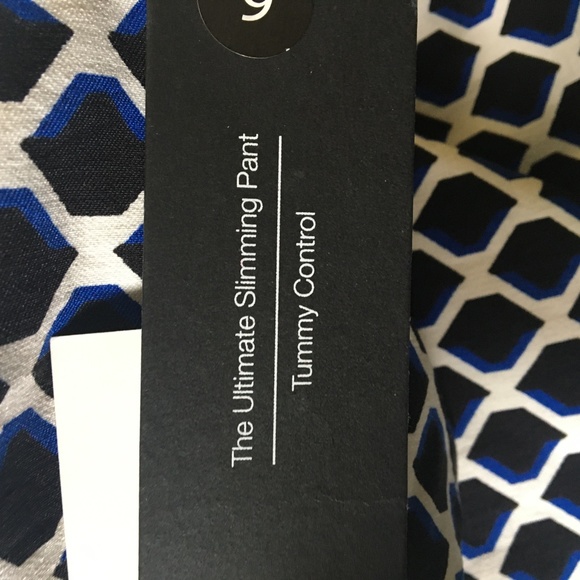 The Ultimate Slimming Pant
Tummy Control